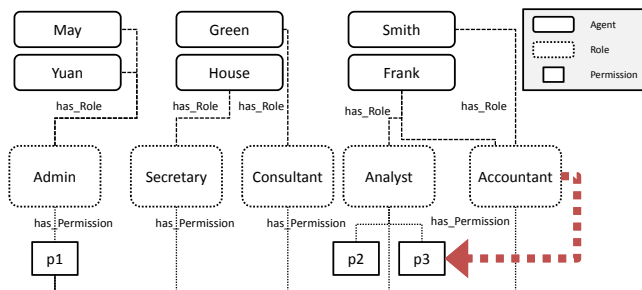 May
Green
Smith
Agent
Yuan
House
Frank
Role
Permission
has_Role
has_Role
has_Role
has_Role
has_Role
Admin
Secretary
Consultant
Analyst
Accountant
has_Permission
has_Permission
has_Permission
has_Permission
p1
p2
p3